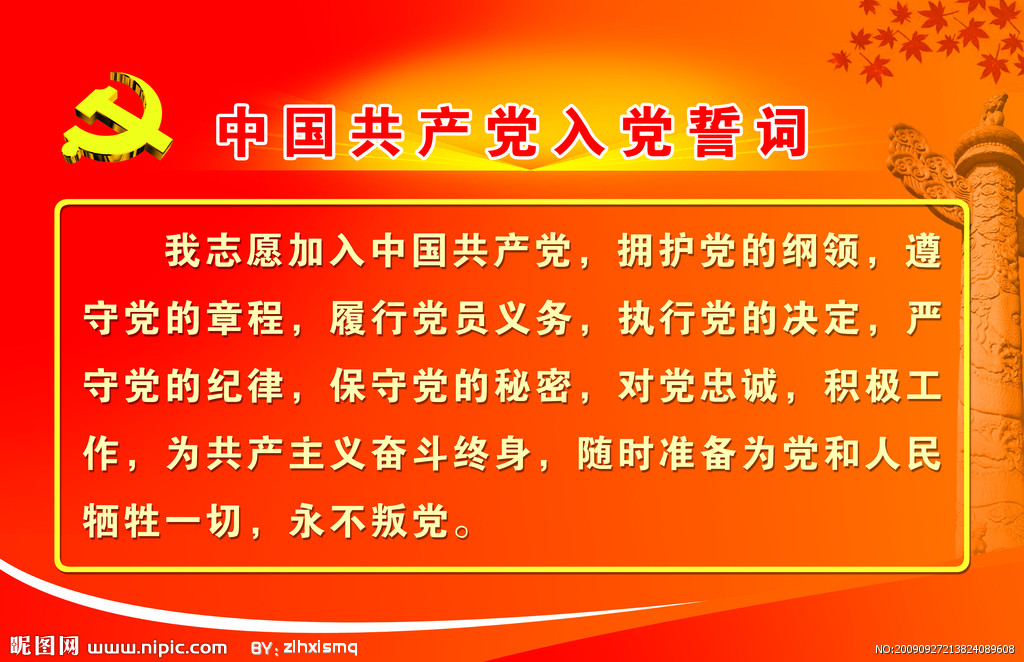 中国共产党入党誓词
我志愿加入中国共产党，拥护党的纲领，遵
守党的章程，履行党员义务，执行党的决定，严
守党的纪律，保守党的秘密，对党忠诚，积极工
作，为共产主义奋斗终身，随时准备为党和人民
牺牲一切，永不叛党。
昵图网 www.nipic.com BY: zlhxismq
NO:20090927213824089608